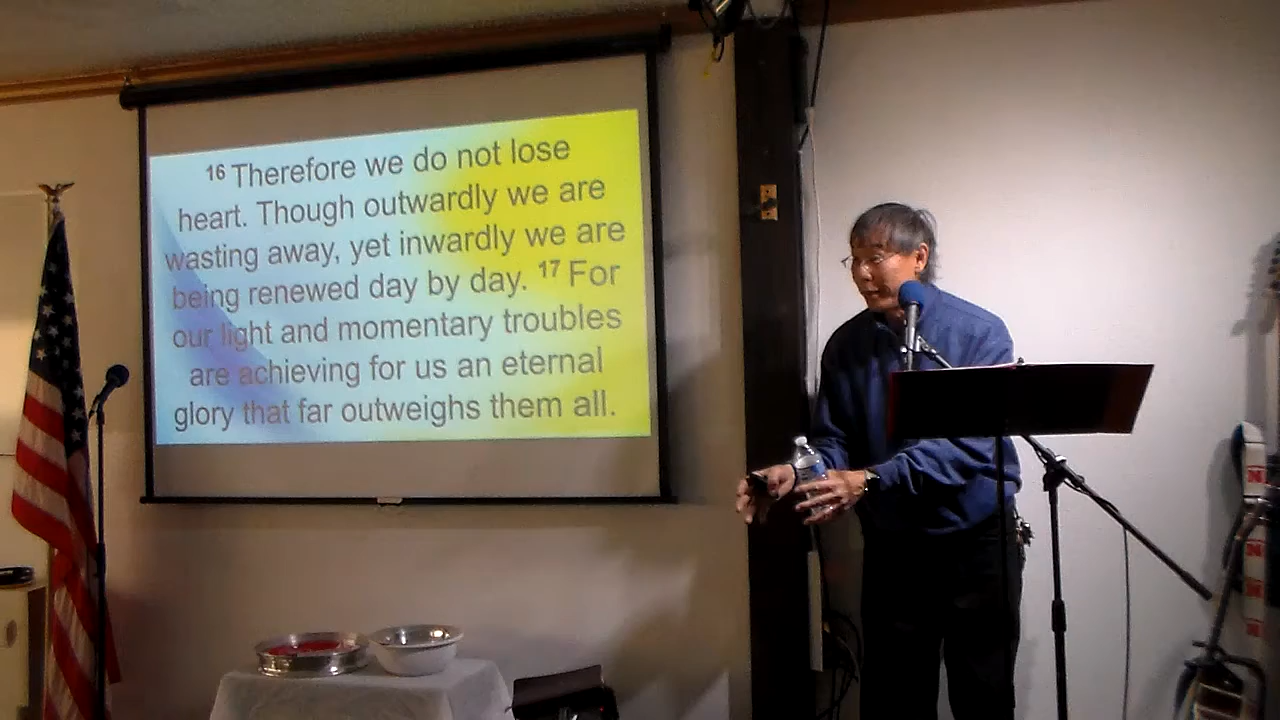 16 Therefore we do not lose
heart. Though outwardly we are
wasting away, yet inwardly we are
being renewed day by day. 17 For
our light and momentary troubles
are achieving for us an eternal
glory that far outweighs them all.